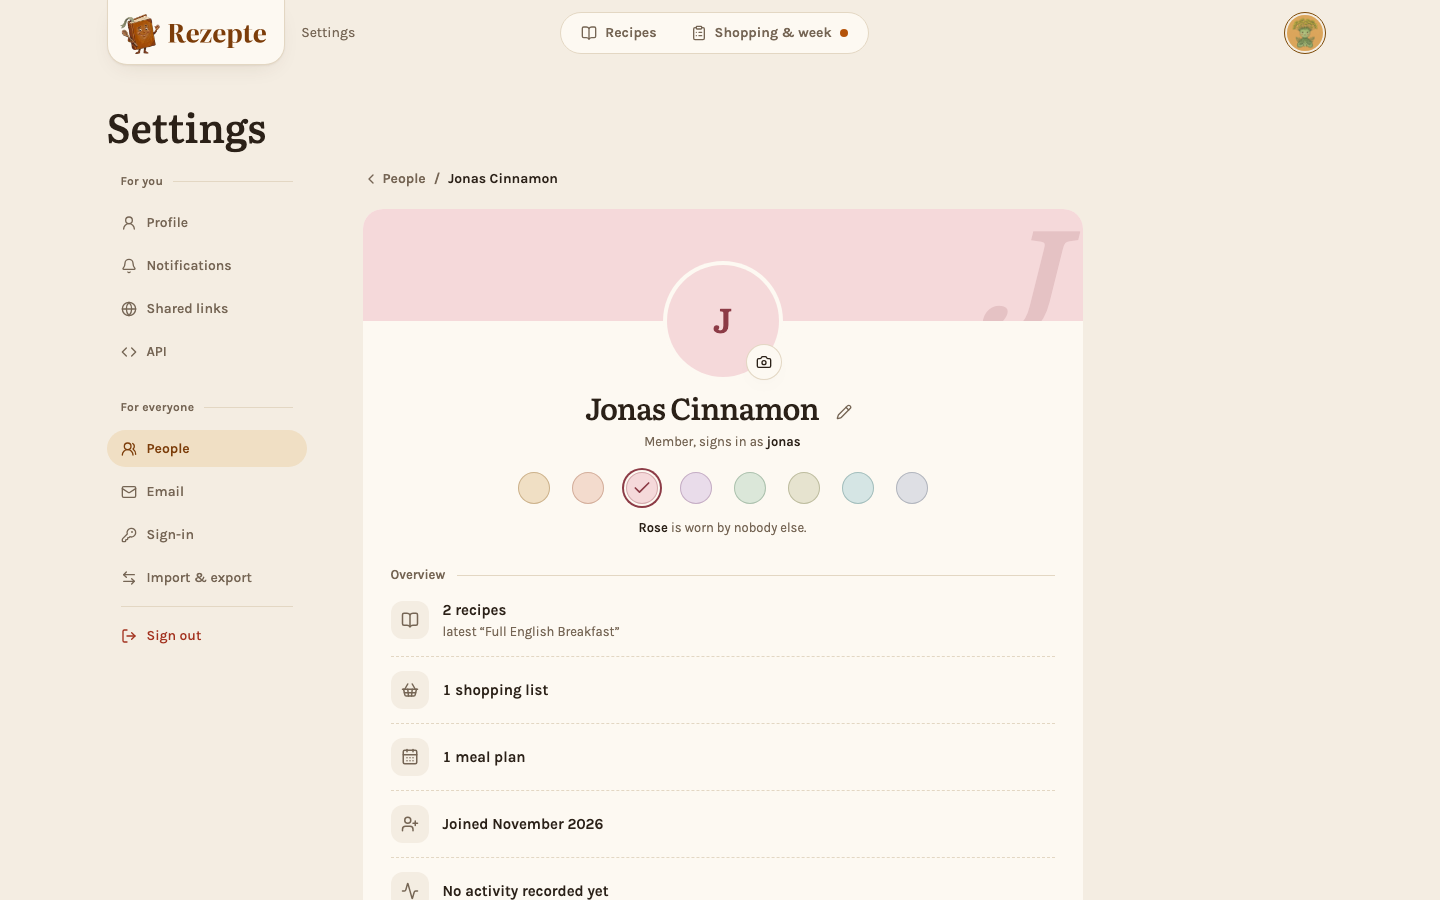 Rezepte
Settings
Recipes
Shopping & week
Settings
For you
Profile
Notifications
Shared links
API
For everyone
People
Email
Sign-in
Import & export
Sign out
People / Jonas Cinnamon
J
J
Jonas Cinnamon
Member, signs in as jonas
Rose is worn by nobody else.
Overview
2 recipes
latest “Full English Breakfast”
1 shopping list
1 meal plan
Joined November 2026
No activity recorded yet